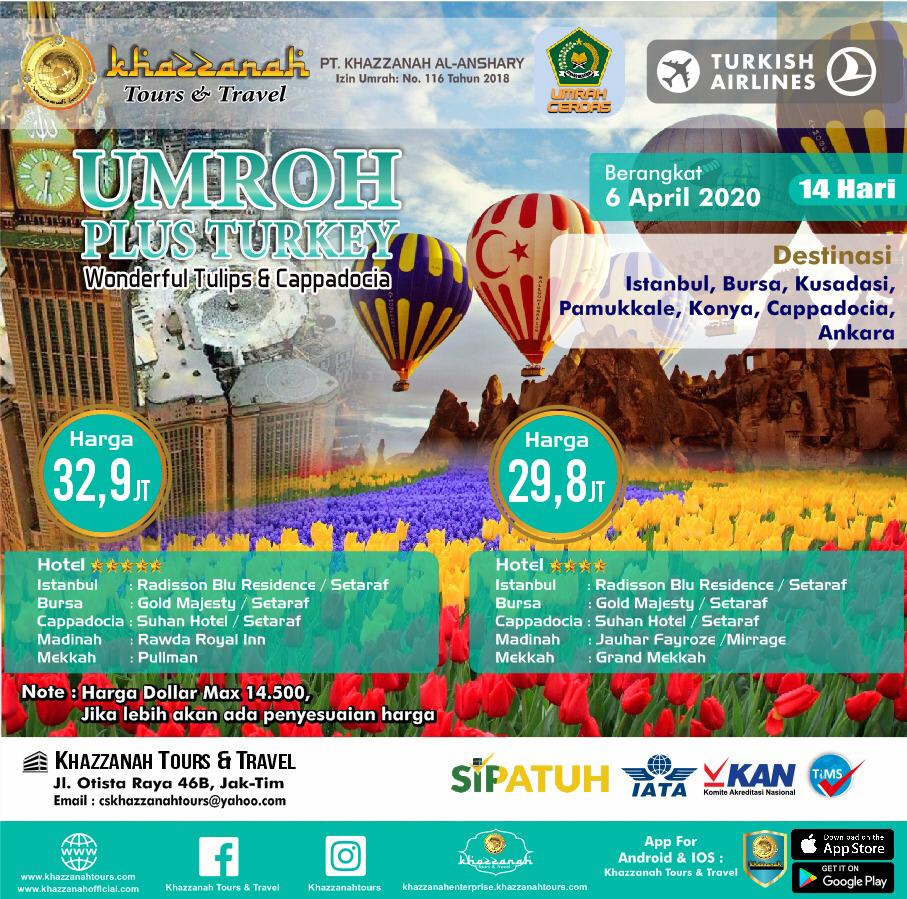 khazzanah
Tours & Travel
PT. KHAZZANAH AL-ANSHARY
Izin Umrah: No. 116 Tahun 2018
UMRAH
CERDAS
TURKISH
AIRLINES
UMROH
PLUS TURKEY
Wonderful Tulips & Cappadocia
Berangkat
6 April 2020
14 Hari
Destinasi
Istanbul, Bursa, Kusadasi,
Pamukkale, Konya, Cappadocia,
Ankara
Harga
32,9JT
Harga
29,8JT
Hotel
Istanbul : Radisson Blu Residence / Setaraf
Bursa : Gold Majesty / Setaraf
Cappadocia : Suhan Hotel / Setaraf
Madinah : Rawda Royal Inn
Mekkah : Pullman
Hotel
Istanbul : Radisson Blu Residence / Setaraf
Bursa : Gold Majesty / Setaraf
Cappadocia : Suhan Hotel / Setaraf
Madinah : Jauhar Fayroze /Mirrage
Mekkah : Grand Mekkah
Note : Harga Dollar Max 14.500,
Jika lebih akan ada penyesuaian harga
KHAZZANAH TOURS & TRAVEL
Jl. Otista Raya 46B, Jak-Tim
Email : cskhazzanahtours@yahoo.com
SIPATUH
IATA
KAN
Komite Akreditasi Nasional
TiMS
www.khazzanahtours.com
www.khazzanahofficial.com
Khazzanah Tours & Travel
Khazzanahtours
khazzanah
Tours & Travel
khazzanahenterprise.khazzanahtours.com
App For
Android & IOS :
Khazzanah Tours & Travel
Download on the
App Store
GET IT ON
Google Play